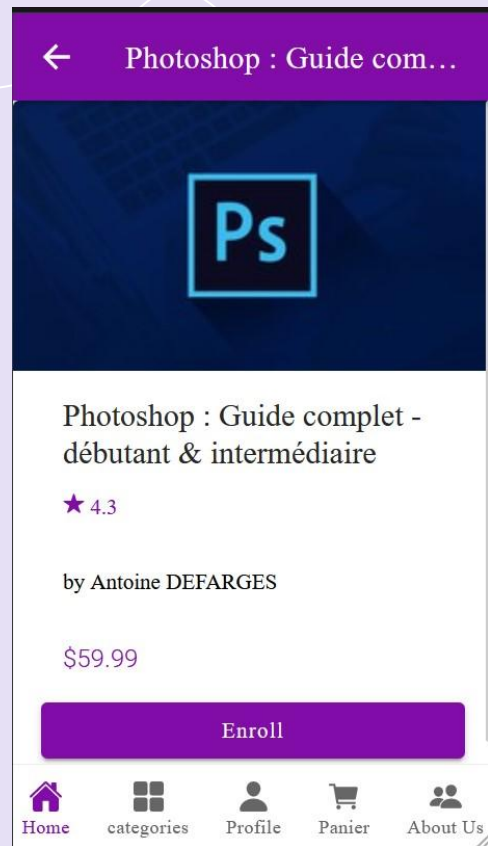 Photoshop : Guide com…
Ps
Photoshop : Guide complet -
débutant & intermédiaire
★ 4.3
by Antoine DEFARGES
$59.99
Enroll
Home categories Profile Panier About Us